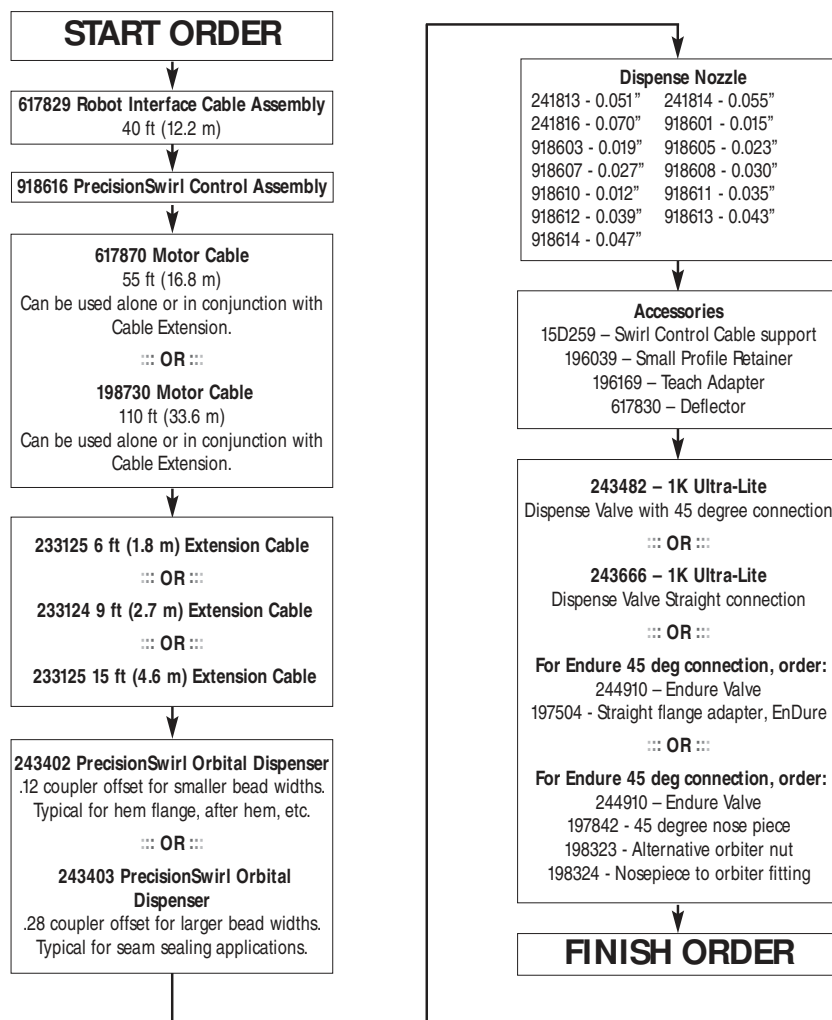 START ORDER
617829 Robot Interface Cable Assembly
40 ft (12.2 m)
918616 PrecisionSwirl Control Assembly
617870 Motor Cable
55 ft (16.8 m)
Can be used alone or in conjunction with
Cable Extension.
::: OR :::
198730 Motor Cable
110 ft (33.6 m)
Can be used alone or in conjunction with
Cable Extension.
233125 6 ft (1.8 m) Extension Cable
::: OR :::
233124 9 ft (2.7 m) Extension Cable
::: OR :::
233125 15 ft (4.6 m) Extension Cable
243402 PrecisionSwirl Orbital Dispenser
.12 coupler offset for smaller bead widths.
Typical for hem flange, after hem, etc.
::: OR :::
243403 PrecisionSwirl Orbital
Dispenser
.28 coupler offset for larger bead widths.
Typical for seam sealing applications.
Dispense Nozzle
241813 - 0.051” 241814 - 0.055”
241816 - 0.070” 918601 - 0.015”
918603 - 0.019” 918605 - 0.023”
918607 - 0.027” 918608 - 0.030”
918610 - 0.012” 918611 - 0.035”
918612 - 0.039” 918613 - 0.043”
918614 - 0.047”
Accessories
15D259 – Swirl Control Cable support
196039 – Small Profile Retainer
196169 – Teach Adapter
617830 – Deflector
243482 – 1K Ultra-Lite
Dispense Valve with 45 degree connection
::: OR :::
243666 – 1K Ultra-Lite
Dispense Valve Straight connection
::: OR :::
For Endure 45 deg connection, order:
244910 – Endure Valve
197504 - Straight flange adapter, EnDure
::: OR :::
For Endure 45 deg connection, order:
244910 – Endure Valve
197842 - 45 degree nose piece
198323 - Alternative orbiter nut
198324 - Nosepiece to orbiter fitting
FINISH ORDER